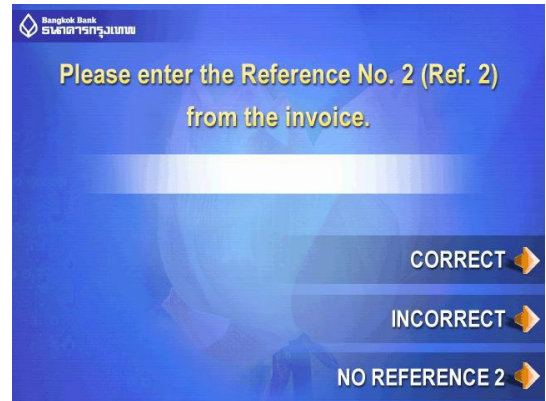 Bangkok Bank
ธนาคารกรุงเทพ
Please enter the Reference No. 2 (Ref. 2)
from the invoice.
CORRECT
INCORRECT
NO REFERENCE 2